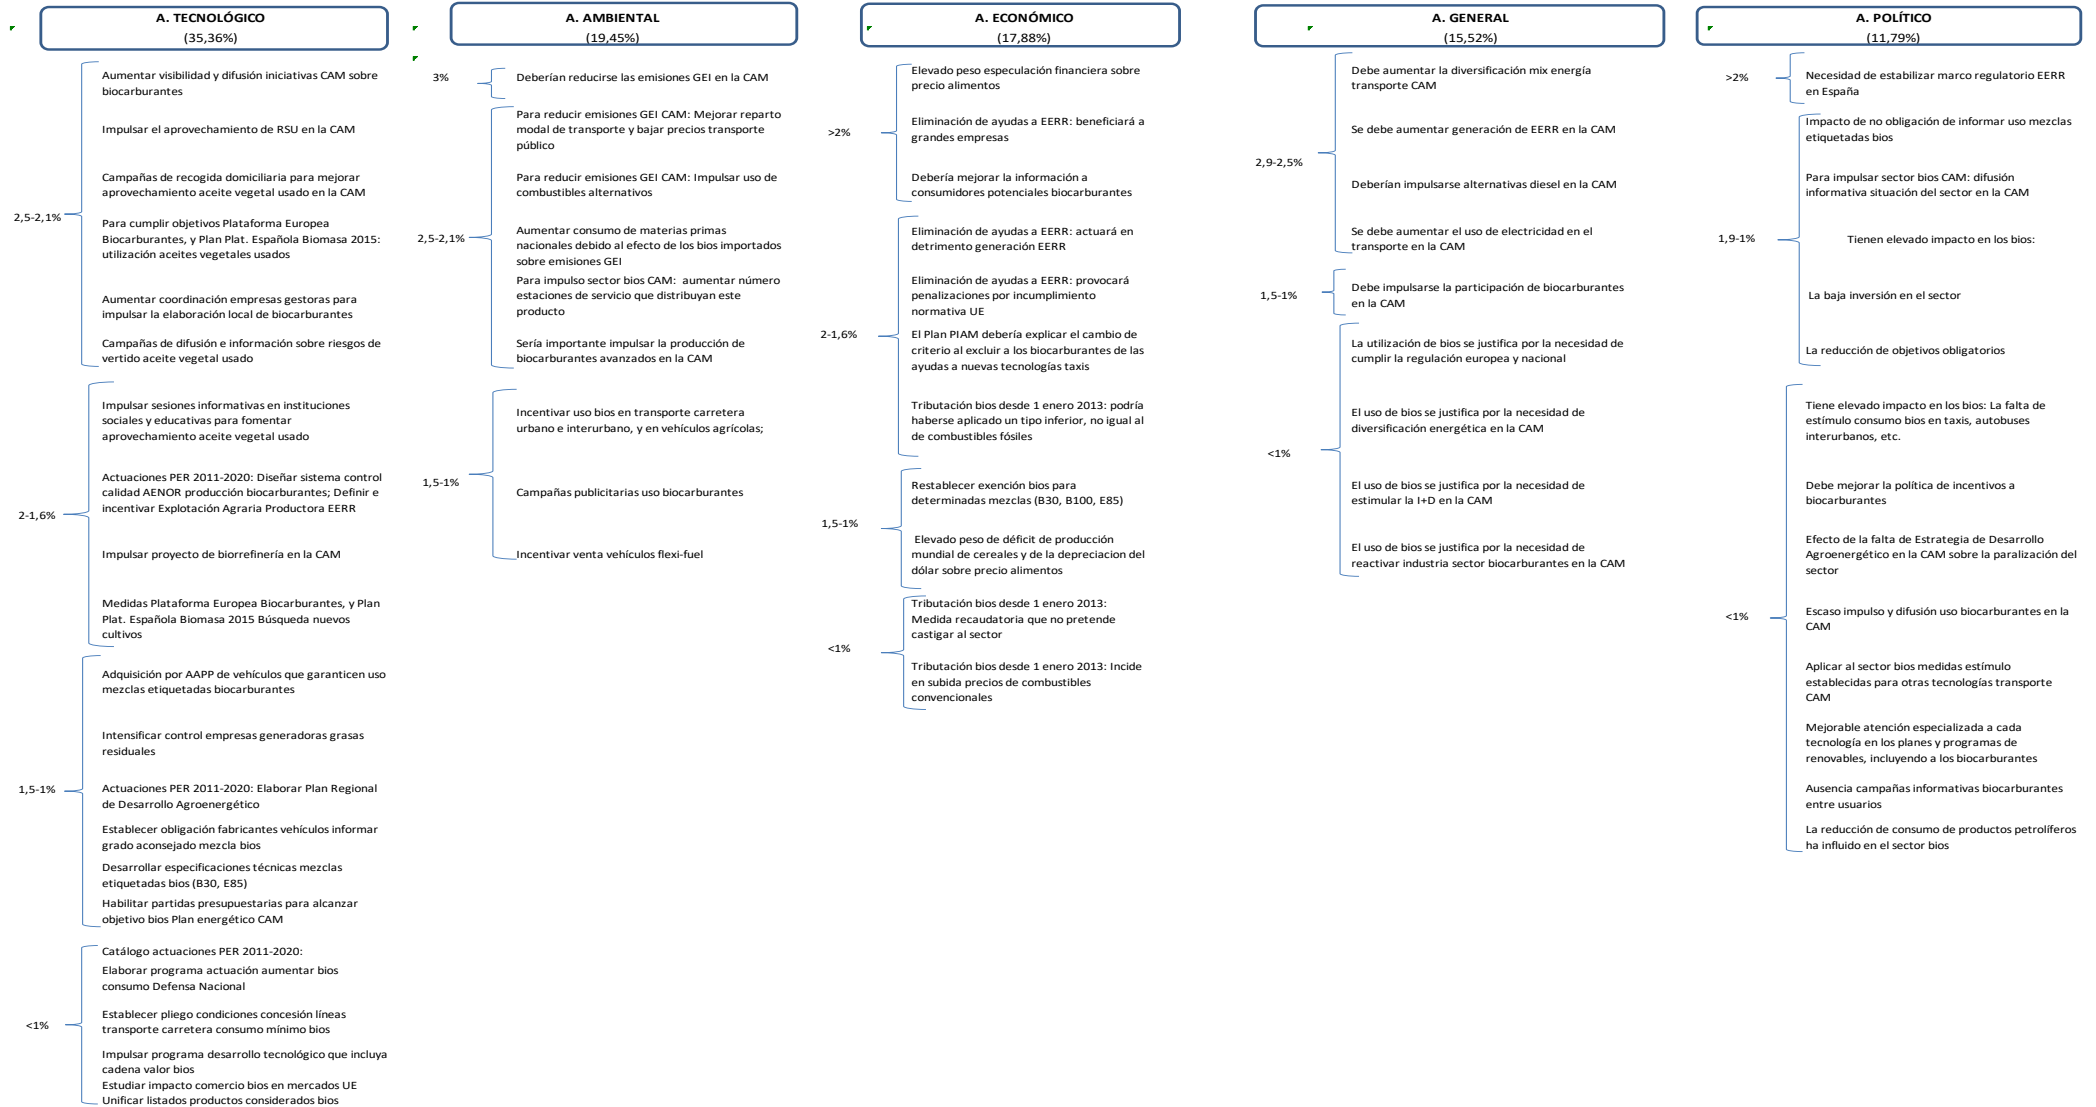 A. TECNOLÓGICO
(35,36%)
2,5-2,1%
Aumentar visibilidad y difusión iniciativas CAM sobre
biocarburantes
Impulsar el aprovechamiento de RSU en la CAM
Campañas de recogida domiciliaria para mejorar
aprovechamiento aceite vegetal usado en la CAM
Para cumplir objetivos Plataforma Europea
Biocarburantes, y Plan Plat. Española Biomasa 2015:
utilización aceites vegetales usados
Aumentar coordinación empresas gestoras para
impulsar la elaboración local de biocarburantes
Campañas de difusión e información sobre riesgos de
vertido aceite vegetal usado
2-1,6%
Impulsar sesiones informativas en instituciones
sociales y educativas para fomentar
aprovechamiento aceite vegetal usado
Actuaciones PER 2011-2020: Diseñar sistema control
calidad AENOR producción biocarburantes; Definir e
incentivar Explotación Agraria Productora EERR
Impulsar proyecto de biorrefinería en la CAM
Medidas Plataforma Europea Biocarburantes, y Plan
Plat. Española Biomasa 2015 Búsqueda nuevos
cultivos
1,5-1%
Adquisición por AAPP de vehículos que garanticen uso
mezclas etiquetadas biocarburantes
Intensificar control empresas generadoras grasas
residuales
Actuaciones PER 2011-2020: Elaborar Plan Regional
de Desarrollo Agroenergético
Establecer obligación fabricantes vehículos informar
grado aconsejado mezcla bios
Desarrollar especificaciones técnicas mezclas
etiquetadas bios (B30, E85)
Habilitar partidas presupuestarias para alcanzar
objetivo bios Plan energético CAM
<1%
Catálogo actuaciones PER 2011-2020:
Elaborar programa actuación aumentar bios
consumo Defensa Nacional
Establecer pliego condiciones concesión líneas
transporte carretera consumo mínimo bios
Impulsar programa desarrollo tecnológico que incluya
cadena valor bios
Estudiar impacto comercio bios en mercados UE
Unificar listados productos considerados bios
A. AMBIENTAL
(19,45%)
3%
Deberían reducirse las emisiones GEI en la CAM
2,5-2,1%
Para reducir emisiones GEI CAM: Mejorar reparto
modal de transporte y bajar precios transporte
público
Para reducir emisiones GEI CAM: Impulsar uso de
combustibles alternativos
Aumentar consumo de materias primas
nacionales debido al efecto de los bios importados
sobre emisiones GEI
Para impulso sector bios CAM:  aumentar número
estaciones de servicio que distribuyan este
producto
Sería importante impulsar la producción de
biocarburantes avanzados en la CAM
1,5-1%
Incentivar uso bios en transporte carretera
urbano e interurbano, y en vehículos agrícolas;
Campañas publicitarias uso biocarburantes
Incentivar venta vehículos flexi-fuel
A. ECONÓMICO
(17,88%)
>2%
Elevado peso especulación financiera sobre
precio alimentos
Eliminación de ayudas a EERR: beneficiará a
grandes empresas
Debería mejorar la información a
consumidores potenciales biocarburantes
2-1,6%
Eliminación de ayudas a EERR: actuará en
detrimento generación EERR
Eliminación de ayudas a EERR: provocará
penalizaciones por incumplimiento
normativa UE
El Plan PIAM debería explicar el cambio de
criterio al excluir a los biocarburantes de las
ayudas a nuevas tecnologías taxis
Tributación bios desde 1 enero 2013: podría
haberse aplicado un tipo inferior, no igual al
de combustibles fósiles
1,5-1%
Restablecer exención bios para
determinadas mezclas (B30, B100, E85)
Elevado peso de déficit de producción
mundial de cereales y de la depreciacion del
dólar sobre precio alimentos
<1%
Tributación bios desde 1 enero 2013:
Medida recaudatoria que no pretende
castigar al sector
Tributación bios desde 1 enero 2013: Incide
en subida precios de combustibles
convencionales
A. GENERAL
(15,52%)
2,9-2,5%
Debe aumentar la diversificación mix energía
transporte CAM
Se debe aumentar generación de EERR en la CAM
Deberían impulsarse alternativas diesel en la CAM
Se debe aumentar el uso de electricidad en el
transporte en la CAM
1,5-1%
Debe impulsarse la participación de biocarburantes
en la CAM
<1%
La utilización de bios se justifica por la necesidad de
cumplir la regulación europea y nacional
El uso de bios se justifica por la necesidad de
diversificación energética en la CAM
El uso de bios se justifica por la necesidad de
estimular la I+D en la CAM
El uso de bios se justifica por la necesidad de
reactivar industria sector biocarburantes en la CAM
A. POLÍTICO
(11,79%)
>2%
Necesidad de estabilizar marco regulatorio EERR
en España
1,9-1%
Impacto de no obligación de informar uso mezclas
etiquetadas bios
Para impulsar sector bios CAM: difusión
informativa situación del sector en la CAM
Tienen elevado impacto en los bios:
La baja inversión en el sector
La reducción de objetivos obligatorios
<1%
Tiene elevado impacto en los bios: La falta de
estímulo consumo bios en taxis, autobuses
interurbanos, etc.
Debe mejorar la política de incentivos a
biocarburantes
Efecto de la falta de Estrategia de Desarrollo
Agroenergético en la CAM sobre la paralización del
sector
Escaso impulso y difusión uso biocarburantes en la
CAM
Aplicar al sector bios medidas estímulo
establecidas para otras tecnologías transporte
CAM
Mejorable atención especializada a cada
tecnología en los planes y programas de
renovables, incluyendo a los biocarburantes
Ausencia campañas informativas biocarburantes
entre usuarios
La reducción de consumo de productos petrolíferos
ha influido en el sector bios